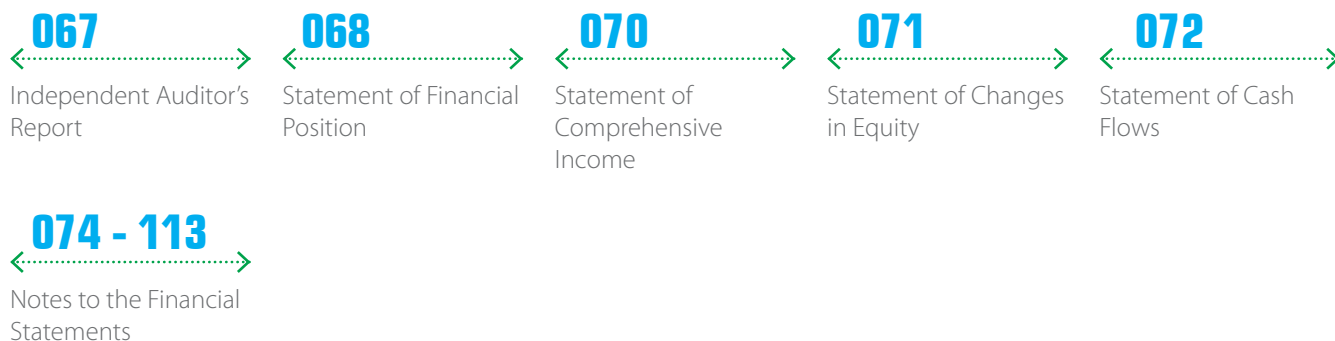 067
Independent Auditor’s
Report
068
Statement of Financial
Position
070
Statement of
Comprehensive
Income
071
Statement of Changes
in Equity
072
Statement of Cash
Flows
074 - 113
Notes to the Financial
Statements